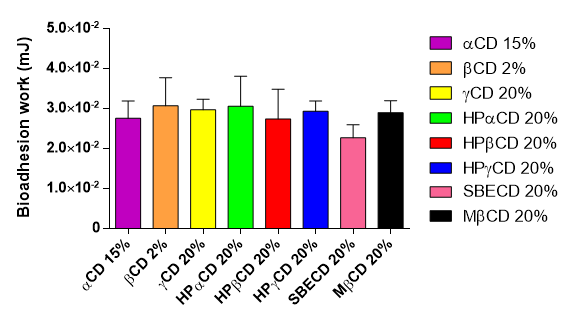 Bioadhesion work (mJ)
5.0×10⁻²
4.0×10⁻²
3.0×10⁻²
2.0×10⁻²
1.0×10⁻²
0
αCD 15%
βCD 2%
γCD 20%
HPαCD 20%
HPβCD 20%
HPγCD 20%
SBECD 20%
MβCD 20%
αCD 15%
βCD 2%
γCD 20%
HPαCD 20%
HPβCD 20%
HPγCD 20%
SBECD 20%
MβCD 20%